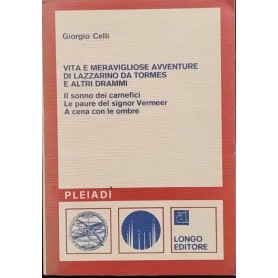 Giorgio Celli
VITA E MERAVIGLIOSE AVVENTURE
DI LAZZARINO DA TORMES
E ALTRI DRAMMI
Il sonno dei carnefici
Le paure del signor Vermeer
A cena con le ombre
PLEIADI
LONGO
EDITORE